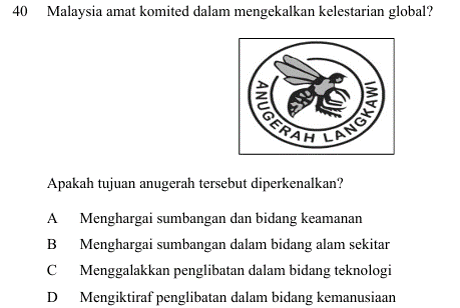 40 Malaysia amat komited dalam mengekalkan kelestarian global?
ANUGERAH LANGKAWI
Apakah tujuan anugerah tersebut diperkenalkan?
A Menghargai sumbangan dan bidang keamanan
B Menghargai sumbangan dalam bidang alam sekitar
C Menggalakkan penglibatan dalam bidang teknologi
D Mengiktiraf penglibatan dalam bidang kemanusiaan